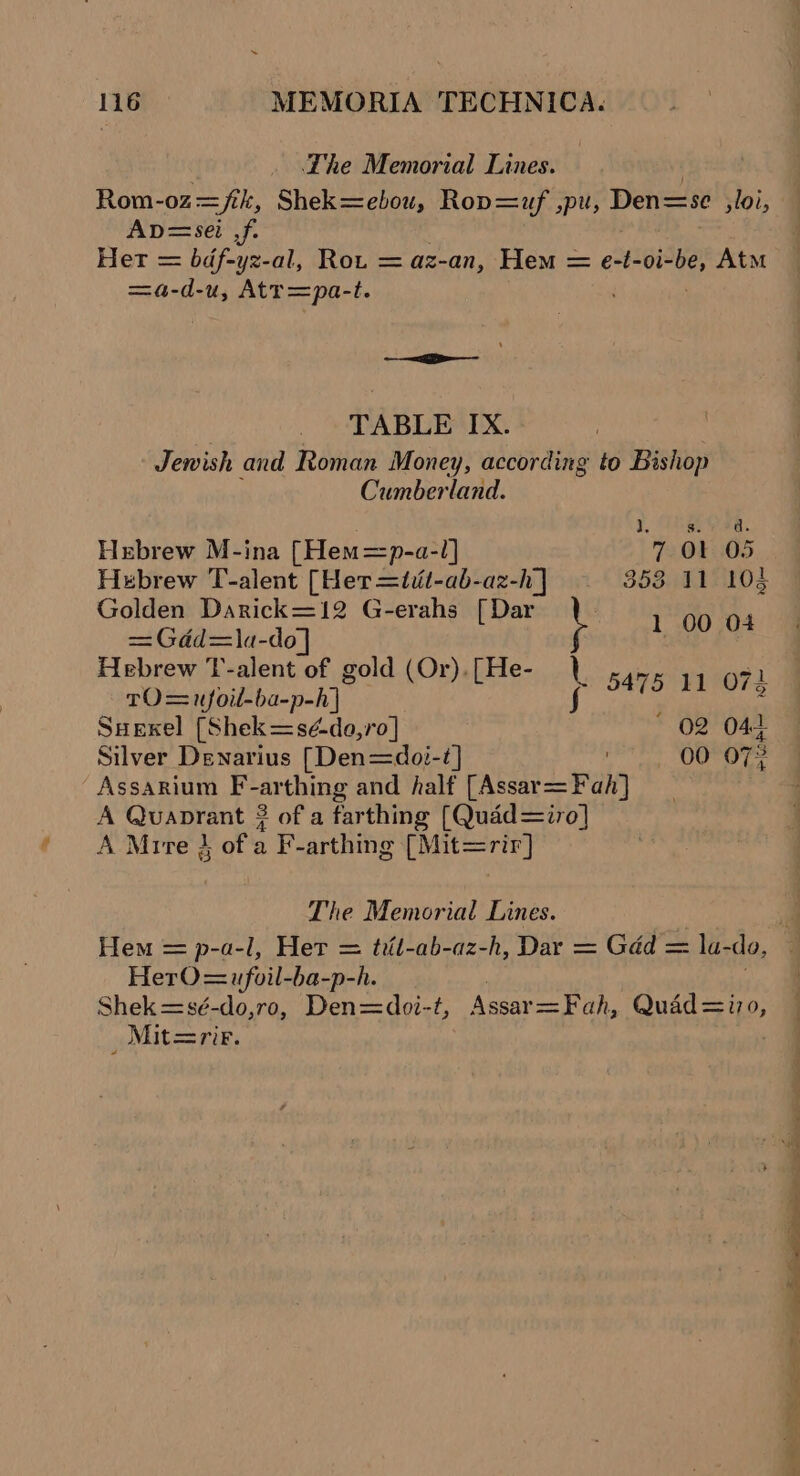 116 MEMORIA TECHNICA.
The Memorial Lines.
Rom-oz=fik, Shek=ebou, Rop=uf ,pu, Den=se ,loi,
AD=sei ,f.
HeT = báf-yz-al, RoL = az-an, HeM = e-t-oi-be, AtM
=a-d-u, AtT=pa-t.
TABLE IX.
Jewish and Roman Money, according to Bishop
Cumberland.
l. s. d.
Hebrew M-ina [HeM=p-a-l] 7 01 05
Hebrew T-alent [HeT=tút-ab-az-h] 353 11 10½
Golden Darick=12 G-erahs [Dar
=Gád=la-do] } 1 00 04
Hebrew T-alent of gold (Or) [He-
TO=ufoil-ba-p-h] } 5475 11 07½
SHEKel [Shek=sé-do,ro] 02 04¼
Silver DENarius [Den=doi-t] 00 07¾
ASSARium F-arthing and half [Assar=Fah]
A QUADrant ¾ of a farthing [Quád=iro]
A MITe ⅓ of a F-arthing [Mit=riF]
The Memorial Lines.
HeM = p-a-l, HeT = tút-ab-az-h, Dar = Gád = la-do,
HeTO=ufoil-ba-p-h.
Shek=sé-do,ro, Den=doi-t, Assar=Fah, Quád=iro,
Mit=riF.